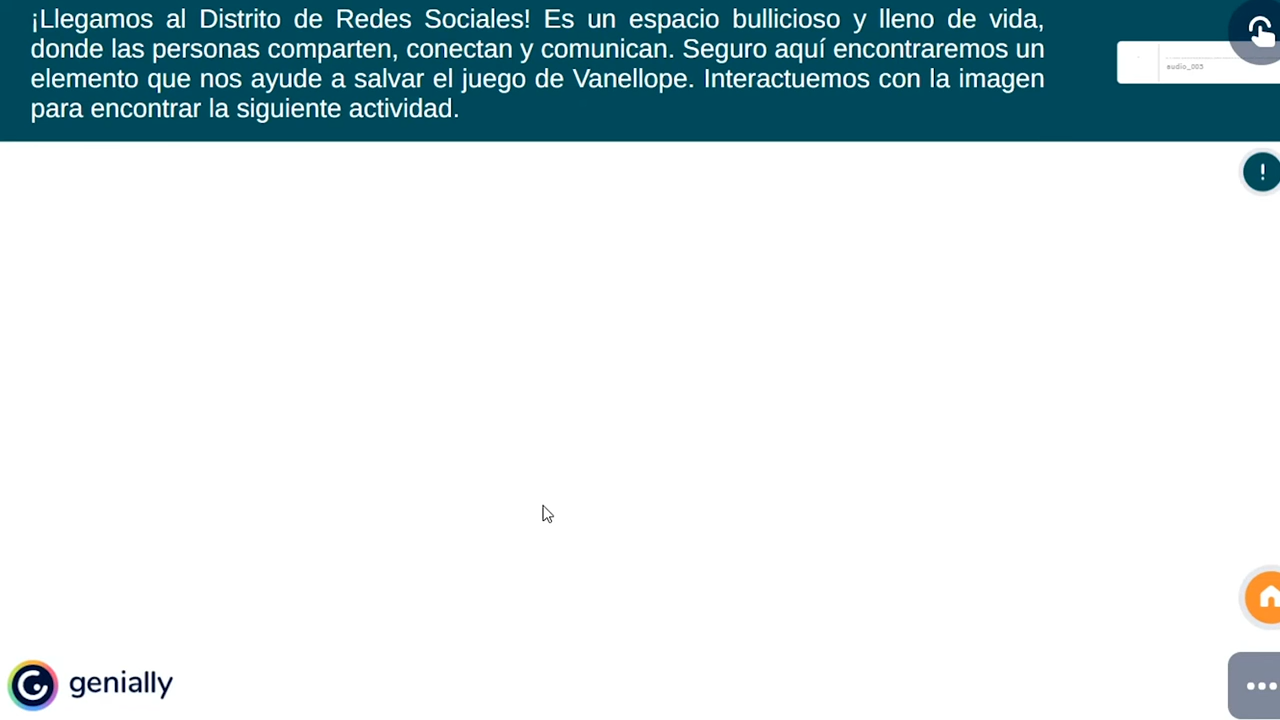 ¡Llegamos al Distrito de Redes Sociales! Es un espacio bullicioso y lleno de vida,
donde las personas comparten, conectan y comunican. Seguro aquí encontraremos un
elemento que nos ayude a salvar el juego de Vanellope. Interactuemos con la imagen
para encontrar la siguiente actividad.
audio_003
!
genially